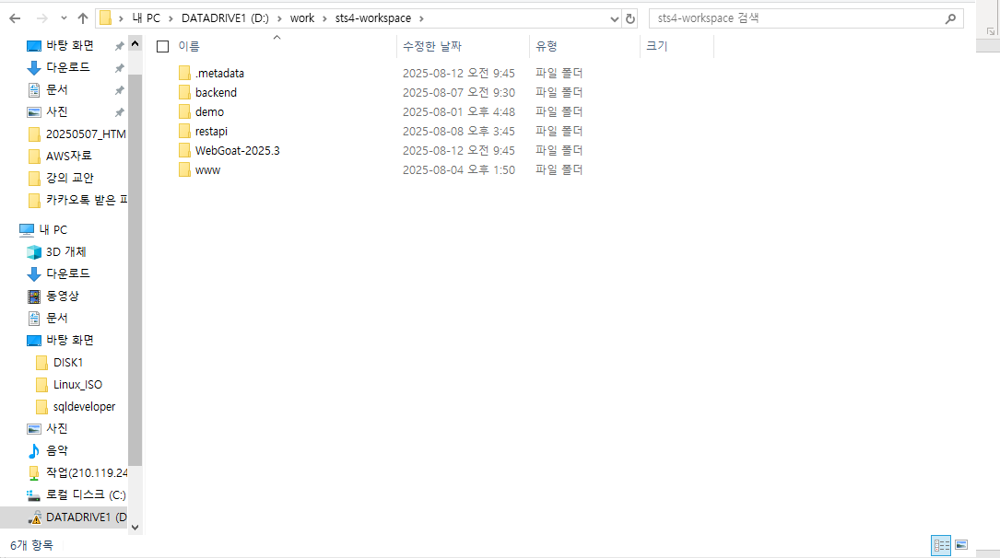 내 PC > DATADRIVE1 (D:) > work > sts4-workspace >
sts4-workspace 검색
바탕 화면
다운로드
문서
사진
20250507_HTM
AWS자료
강의 교안
카카오톡 받은 파
내 PC
3D 개체
다운로드
동영상
문서
바탕 화면
DISK1
Linux_ISO
sqldeveloper
사진
음악
작업(210.119.24
로컬 디스크 (C:)
DATADRIVE1 (D
이름 수정한 날짜 유형 크기
.metadata 2025-08-12 오전 9:45 파일 폴더
backend 2025-08-07 오전 9:30 파일 폴더
demo 2025-08-01 오후 4:48 파일 폴더
restapi 2025-08-08 오후 3:45 파일 폴더
WebGoat-2025.3 2025-08-12 오전 9:45 파일 폴더
www 2025-08-04 오후 1:50 파일 폴더
6개 항목